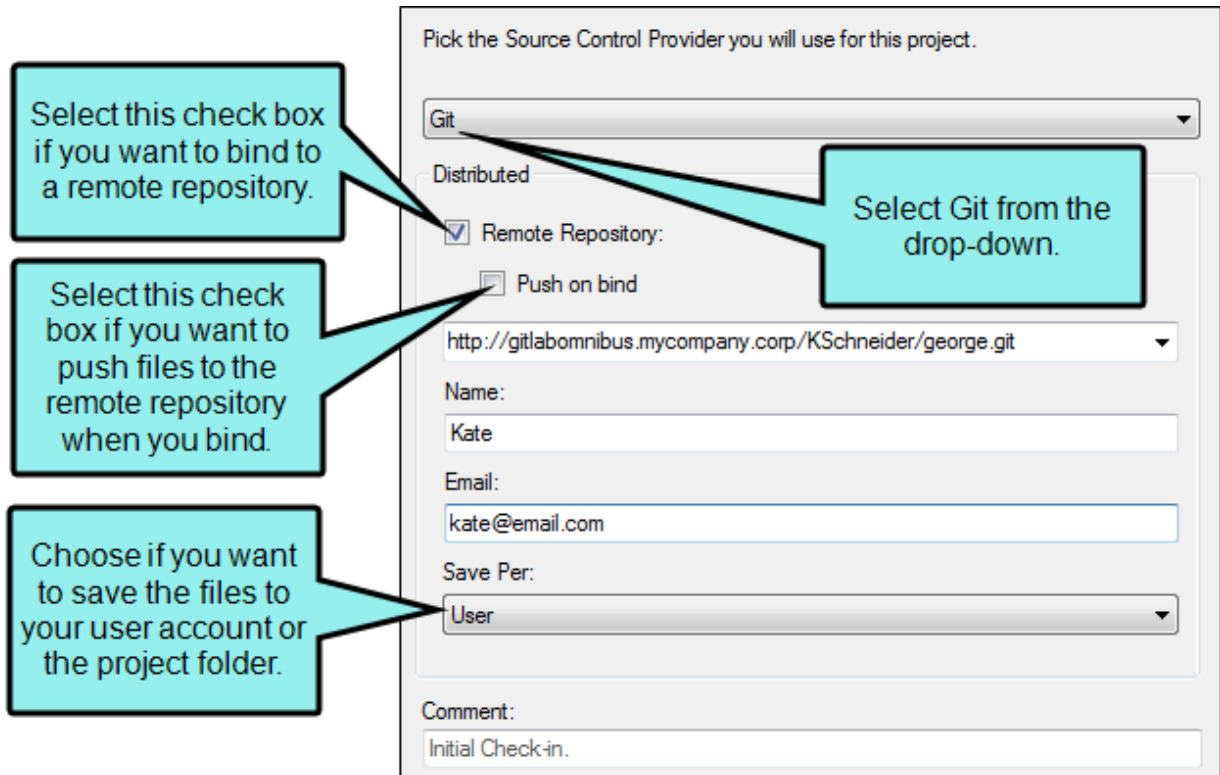 Pick the Source Control Provider you will use for this project.
Select this check box
if you want to bind to
a remote repository.
Git
Select Git from the
drop-down.
Distributed
Remote Repository:
Push on bind
Select this check
box if you want to
push files to the
remote repository
when you bind.
http://gitlabomnibus.mycompany.corp/KSchneider/george.git
Name:
Kate
Email:
kate@email.com
Choose if you want
to save the files to
your user account or
the project folder.
Save Per:
User
Comment:
Initial Check-in.